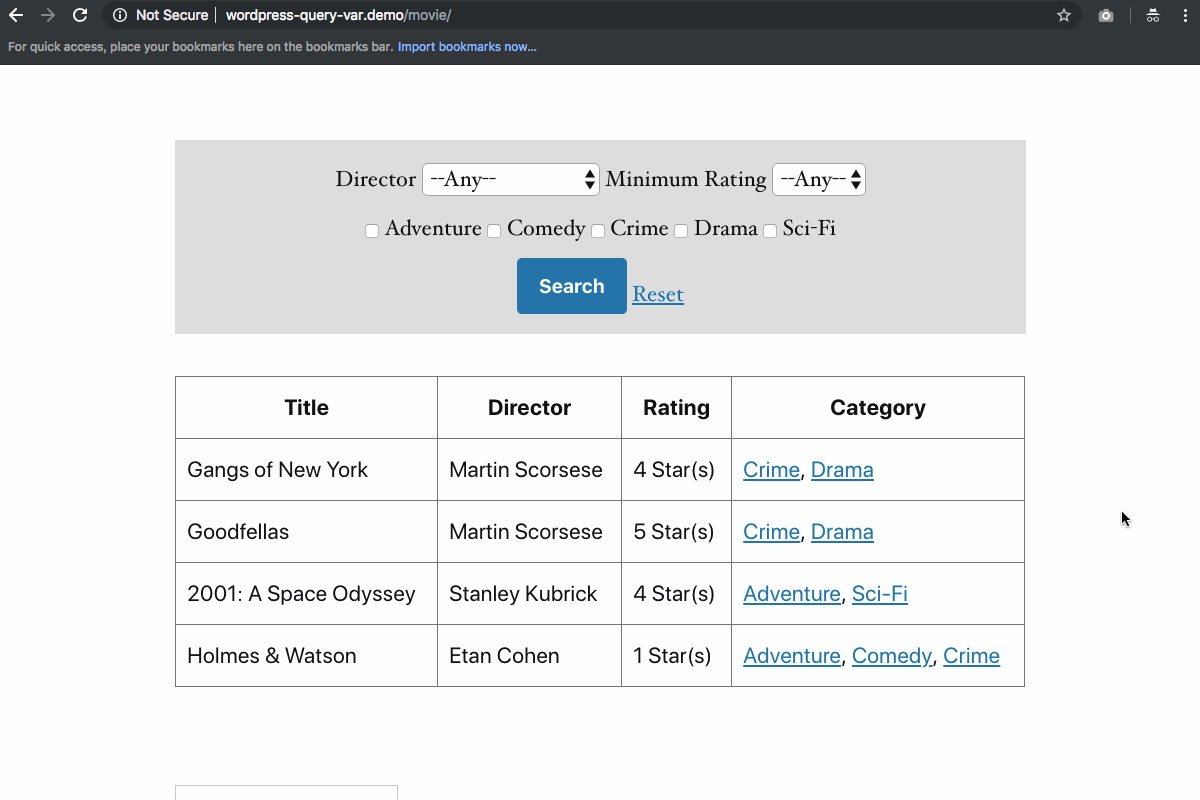 Not Secure wordpress-query-var.demo/movie/
For quick access, place your bookmarks here on the bookmarks bar. Import bookmarks now...
Director --Any-- Minimum Rating --Any--
Adventure Comedy Crime Drama Sci-Fi
Search Reset
Title Director Rating Category
Gangs of New York Martin Scorsese 4 Star(s) Crime, Drama
Goodfellas Martin Scorsese 5 Star(s) Crime, Drama
2001: A Space Odyssey Stanley Kubrick 4 Star(s) Adventure, Sci-Fi
Holmes & Watson Etan Cohen 1 Star(s) Adventure, Comedy, Crime